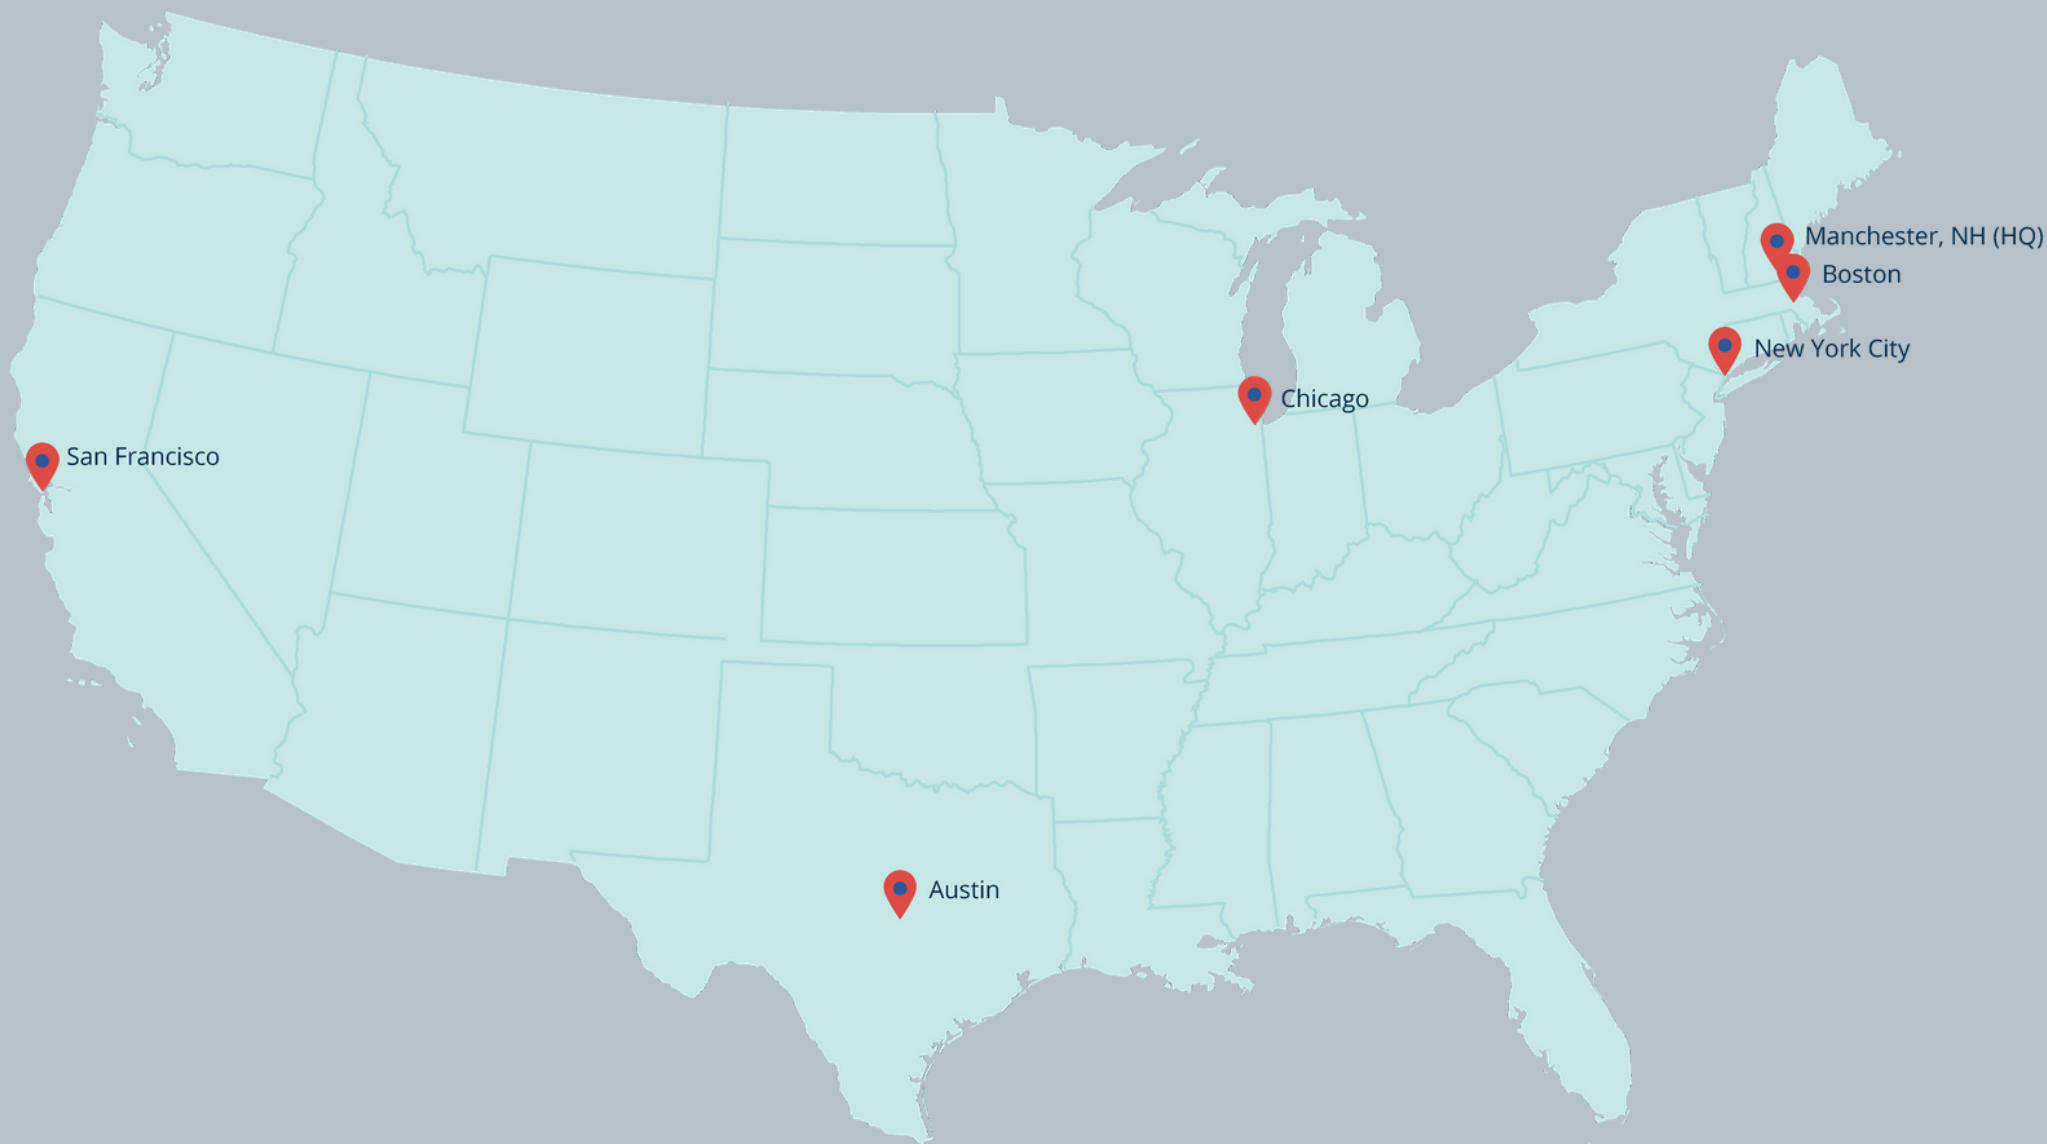 Manchester, NH (HQ)
Boston
New York City
Chicago
San Francisco
Austin